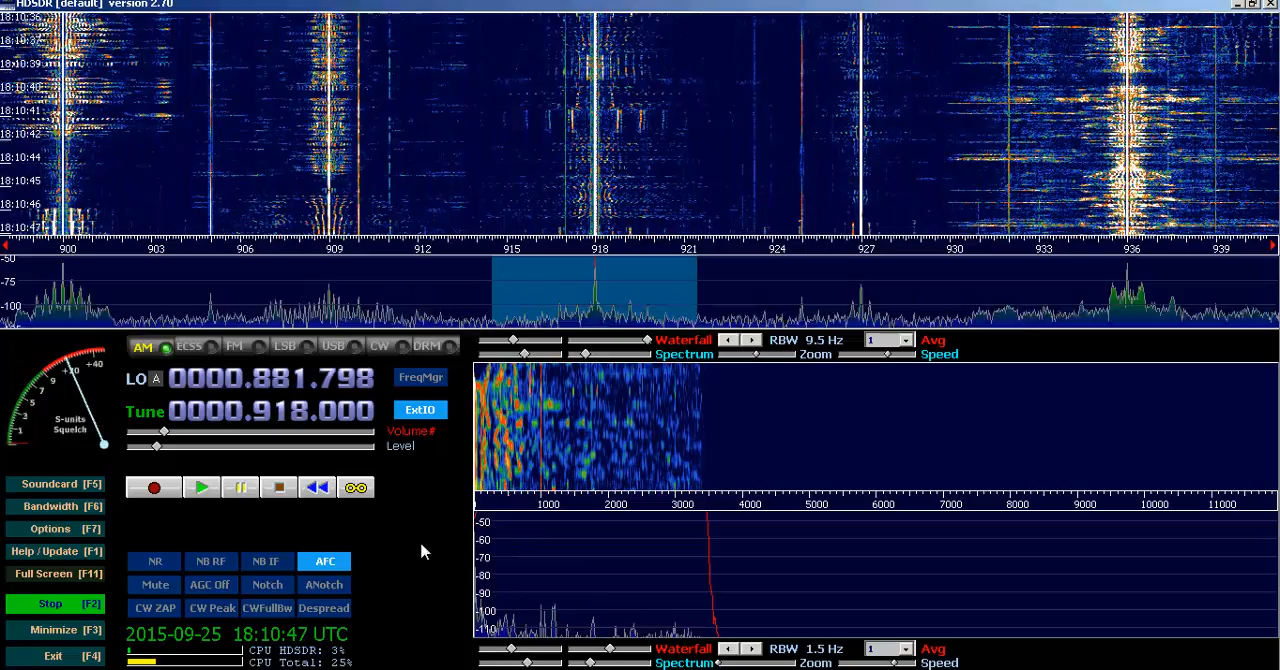 HDSDR [default] version 2.70
18:10:36
18:10:37
18:10:39
18:10:40
18:10:41
18:10:42
18:10:44
18:10:45
18:10:46
18:10:47
900 903 906 909 912 915 918 921 924 927 930 933 936 939
-50
-75
-100
AM ECSS FM LSB USB CW DRM
Waterfall RBW 9.5 Hz 1 Avg
Spectrum Zoom Speed
+40
+20
9
7
5
3
1
S-units
Squelch
LO A 0000.881.798 FreqMgr
Tune 0000.918.000 ExtIO
Volume#
Level
Soundcard [F5]
Bandwidth [F6]
Options [F7]
Help / Update [F1]
Full Screen [F11]
Stop [F2]
Minimize [F3]
Exit [F4]
NR NB RF NB IF AFC
Mute AGC Off Notch ANotch
CW ZAP CW Peak CWFullBw Despread
2015-09-25 18:10:47 UTC
CPU HDSDR: 3%
CPU Total: 25%
1000 2000 3000 4000 5000 6000 7000 8000 9000 10000 11000
-50
-60
-70
-80
-90
-100
-110
Waterfall RBW 1.5 Hz 1 Avg
Spectrum Zoom Speed